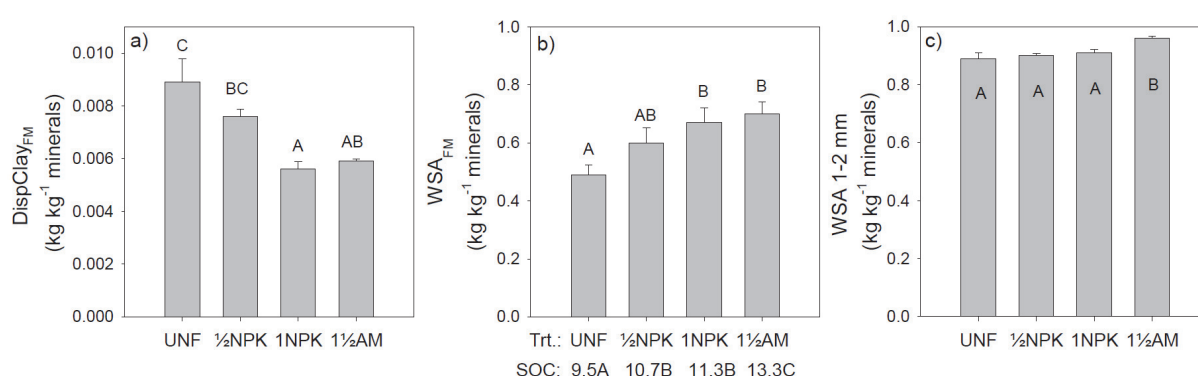 a)
DispClayFM
(kg kg-1 minerals)
0.010
0.008
0.006
0.004
0.002
0.000
C
BC
A
AB
UNF ½NPK 1NPK 1½AM
b)
WSAFM
(kg kg-1 minerals)
1.0
0.8
0.6
0.4
0.2
0.0
A
AB
B
B
Trt.: UNF ½NPK 1NPK 1½AM
SOC: 9.5A 10.7B 11.3B 13.3C
c)
WSA 1-2 mm
(kg kg-1 minerals)
1.0
0.8
0.6
0.4
0.2
0.0
A
A
A
B
UNF ½NPK 1NPK 1½AM